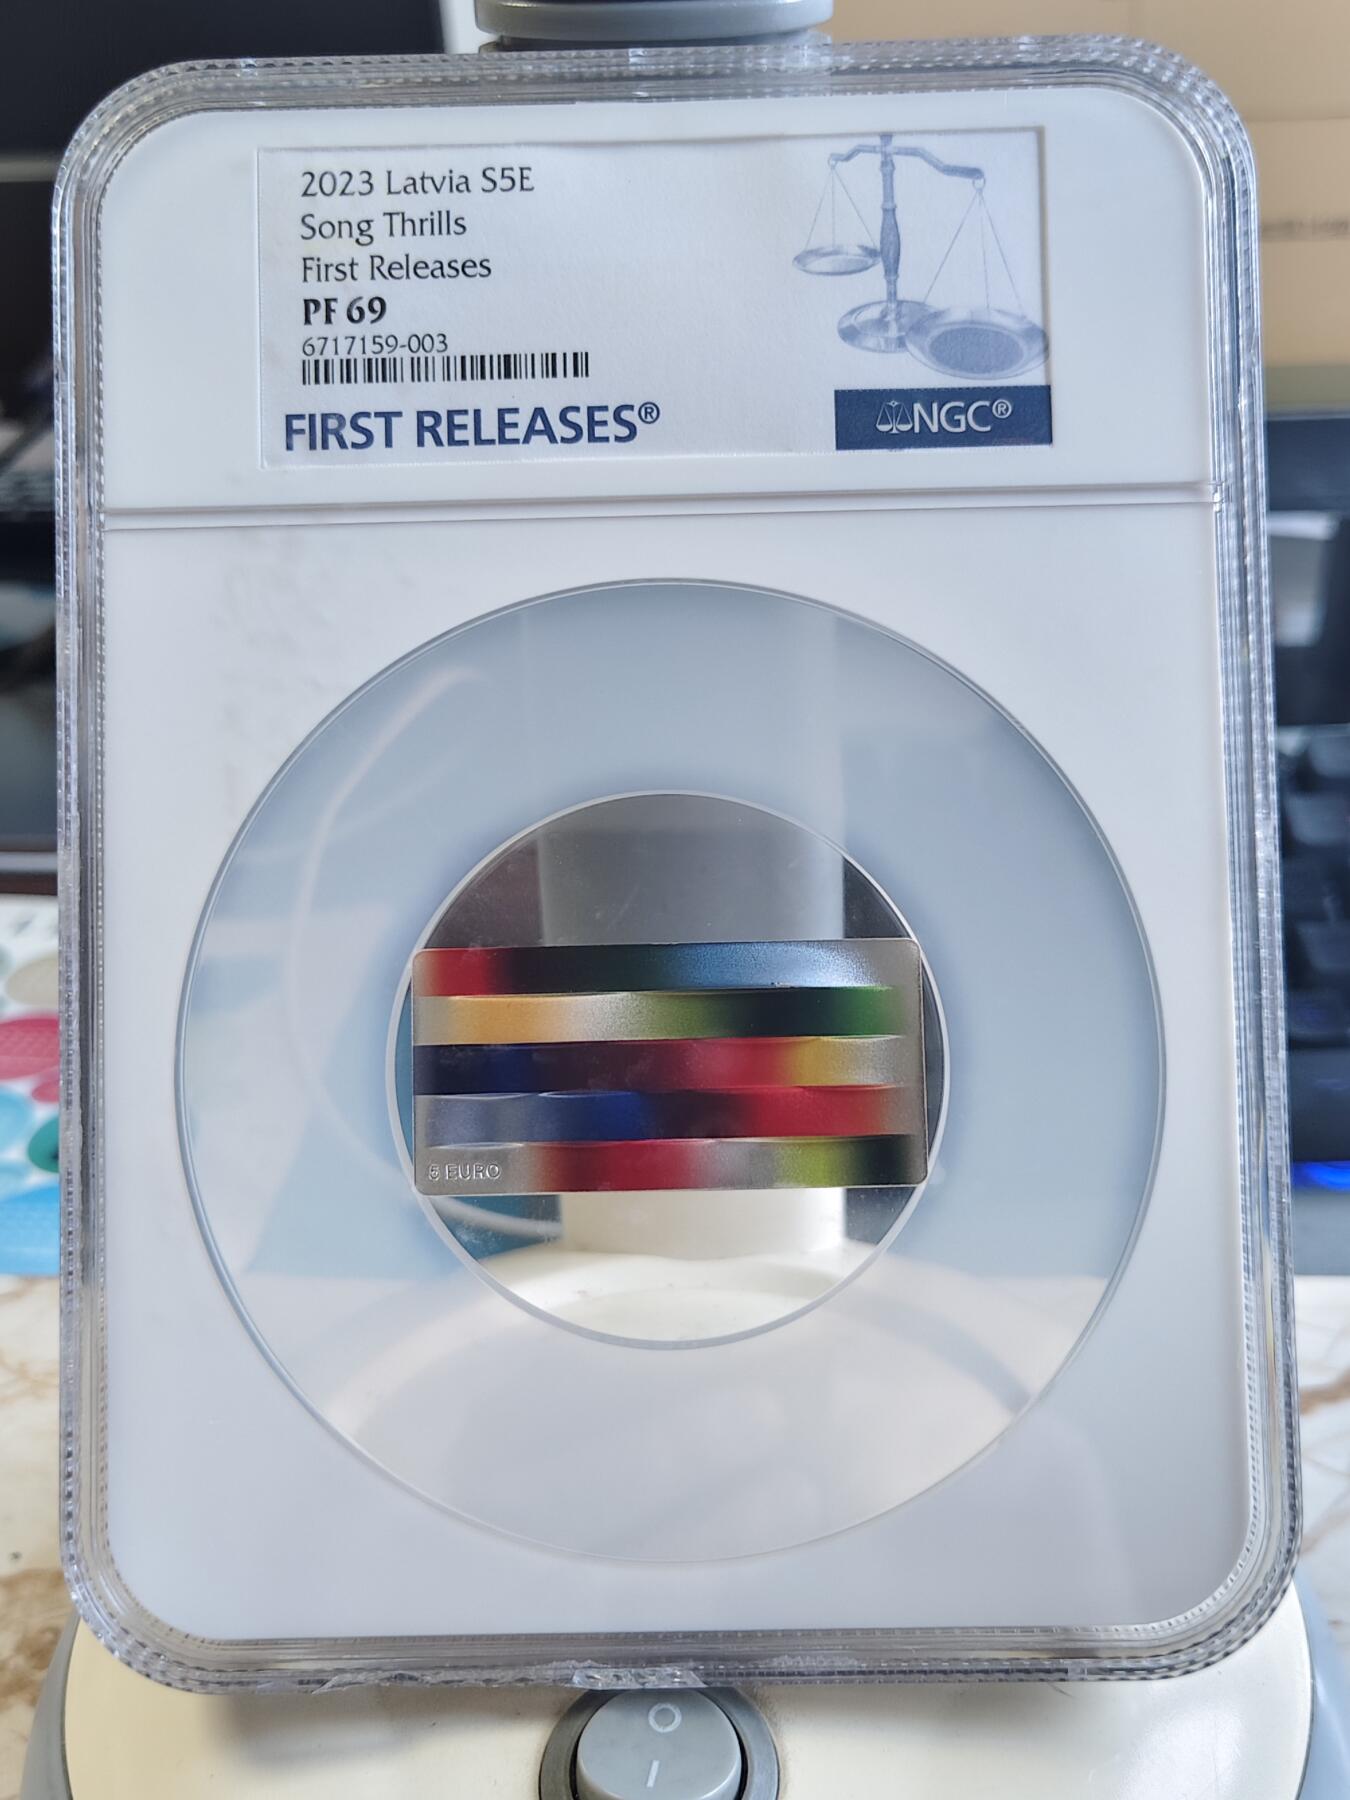 2023 Latvia S5E
Song Thrills
First Releases
PF 69
6717159-003
FIRST RELEASES®
NGC®
5 EURO
O
I